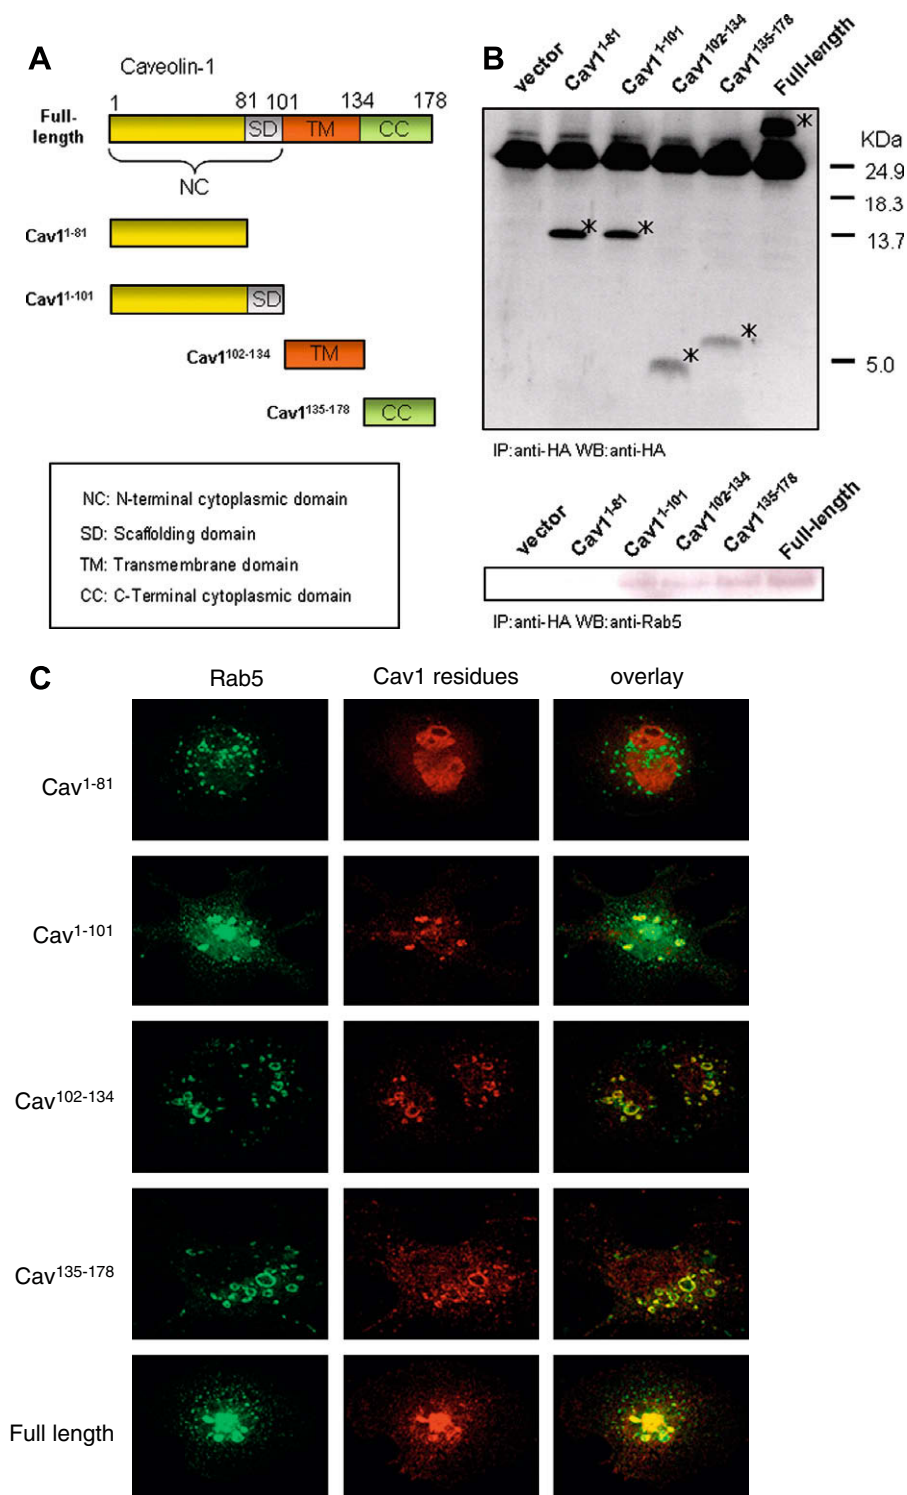 A
Caveolin-1
1 81 101 134 178
Full-length
SD TM CC
NC
Cav1¹⁻⁸¹
Cav1¹⁻¹⁰¹
SD
Cav1¹⁰²⁻¹³⁴
TM
Cav1¹³⁵⁻¹⁷⁸
CC
NC: N-terminal cytoplasmic domain
SD: Scaffolding domain
TM: Transmembrane domain
CC: C-Terminal cytoplasmic domain
B
vector Cav1¹⁻⁸¹ Cav1¹⁻¹⁰¹ Cav1¹⁰²⁻¹³⁴ Cav1¹³⁵⁻¹⁷⁸ Full-length
* * * * *
KDa
24.9
18.3
13.7
5.0
IP:anti-HA WB:anti-HA
vector Cav1¹⁻⁸¹ Cav1¹⁻¹⁰¹ Cav1¹⁰²⁻¹³⁴ Cav1¹³⁵⁻¹⁷⁸ Full-length
IP:anti-HA WB:anti-Rab5
C
Rab5 Cav1 residues overlay
Cav¹⁻⁸¹
Cav¹⁻¹⁰¹
Cav¹⁰²⁻¹³⁴
Cav¹³⁵⁻¹⁷⁸
Full length